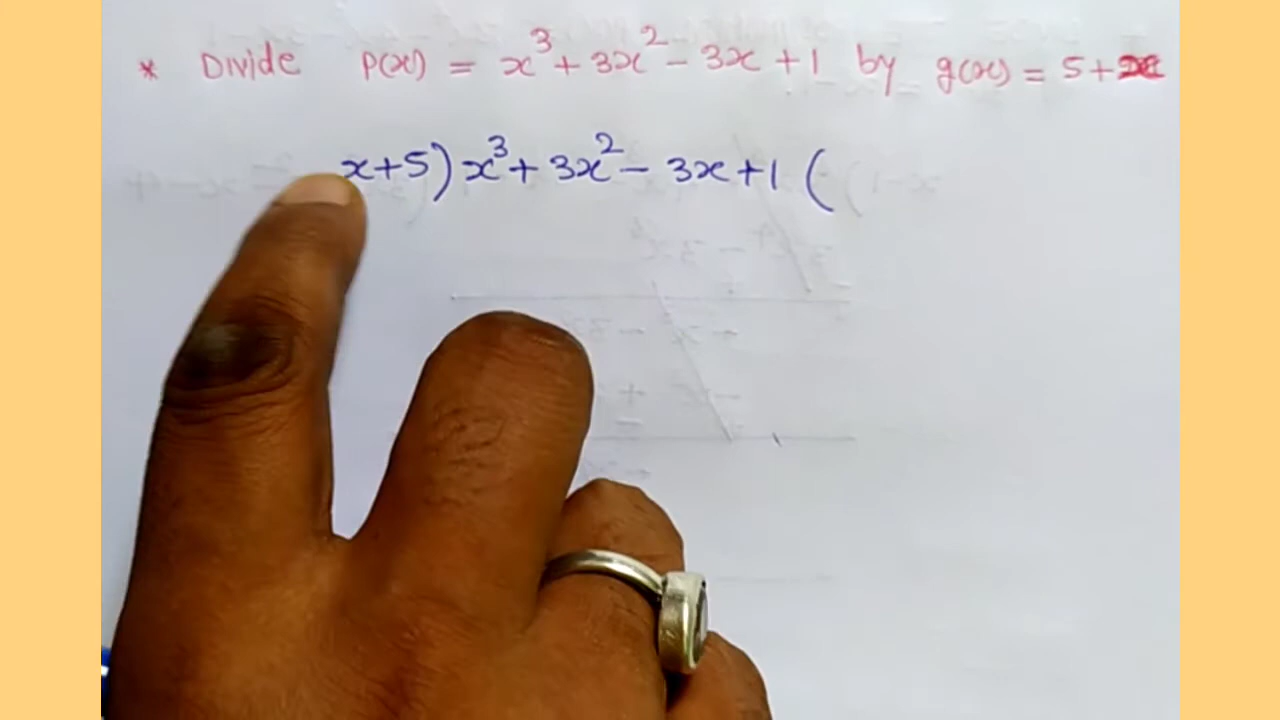 * Divide p(x) = x³ + 3x² - 3x + 1 by g(x) = 5 + x
x+5) x³ + 3x² - 3x + 1 (